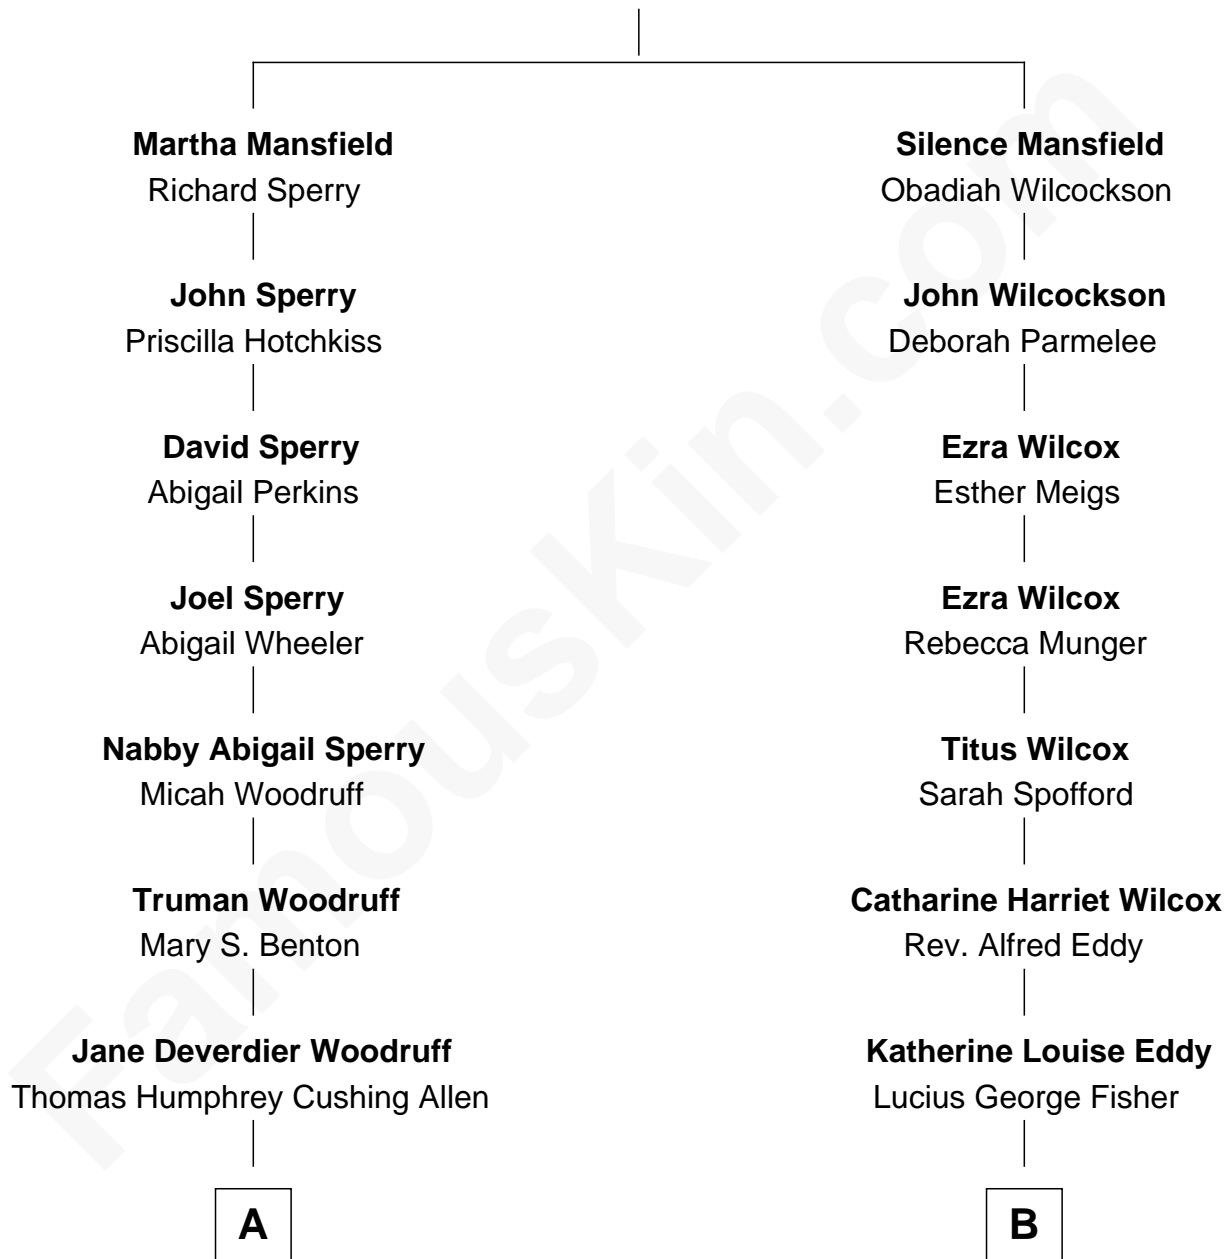 Martha Mansfield
Richard Sperry
John Sperry
Priscilla Hotchkiss
David Sperry
Abigail Perkins
Joel Sperry
Abigail Wheeler
Nabby Abigail Sperry
Micah Woodruff
Truman Woodruff
Mary S. Benton
Jane Deverdier Woodruff
Thomas Humphrey Cushing Allen
A
Silence Mansfield
Obadiah Wilcockson
John Wilcockson
Deborah Parmelee
Ezra Wilcox
Esther Meigs
Ezra Wilcox
Rebecca Munger
Titus Wilcox
Sarah Spofford
Catharine Harriet Wilcox
Rev. Alfred Eddy
Katherine Louise Eddy
Lucius George Fisher
B
FamousKin.com